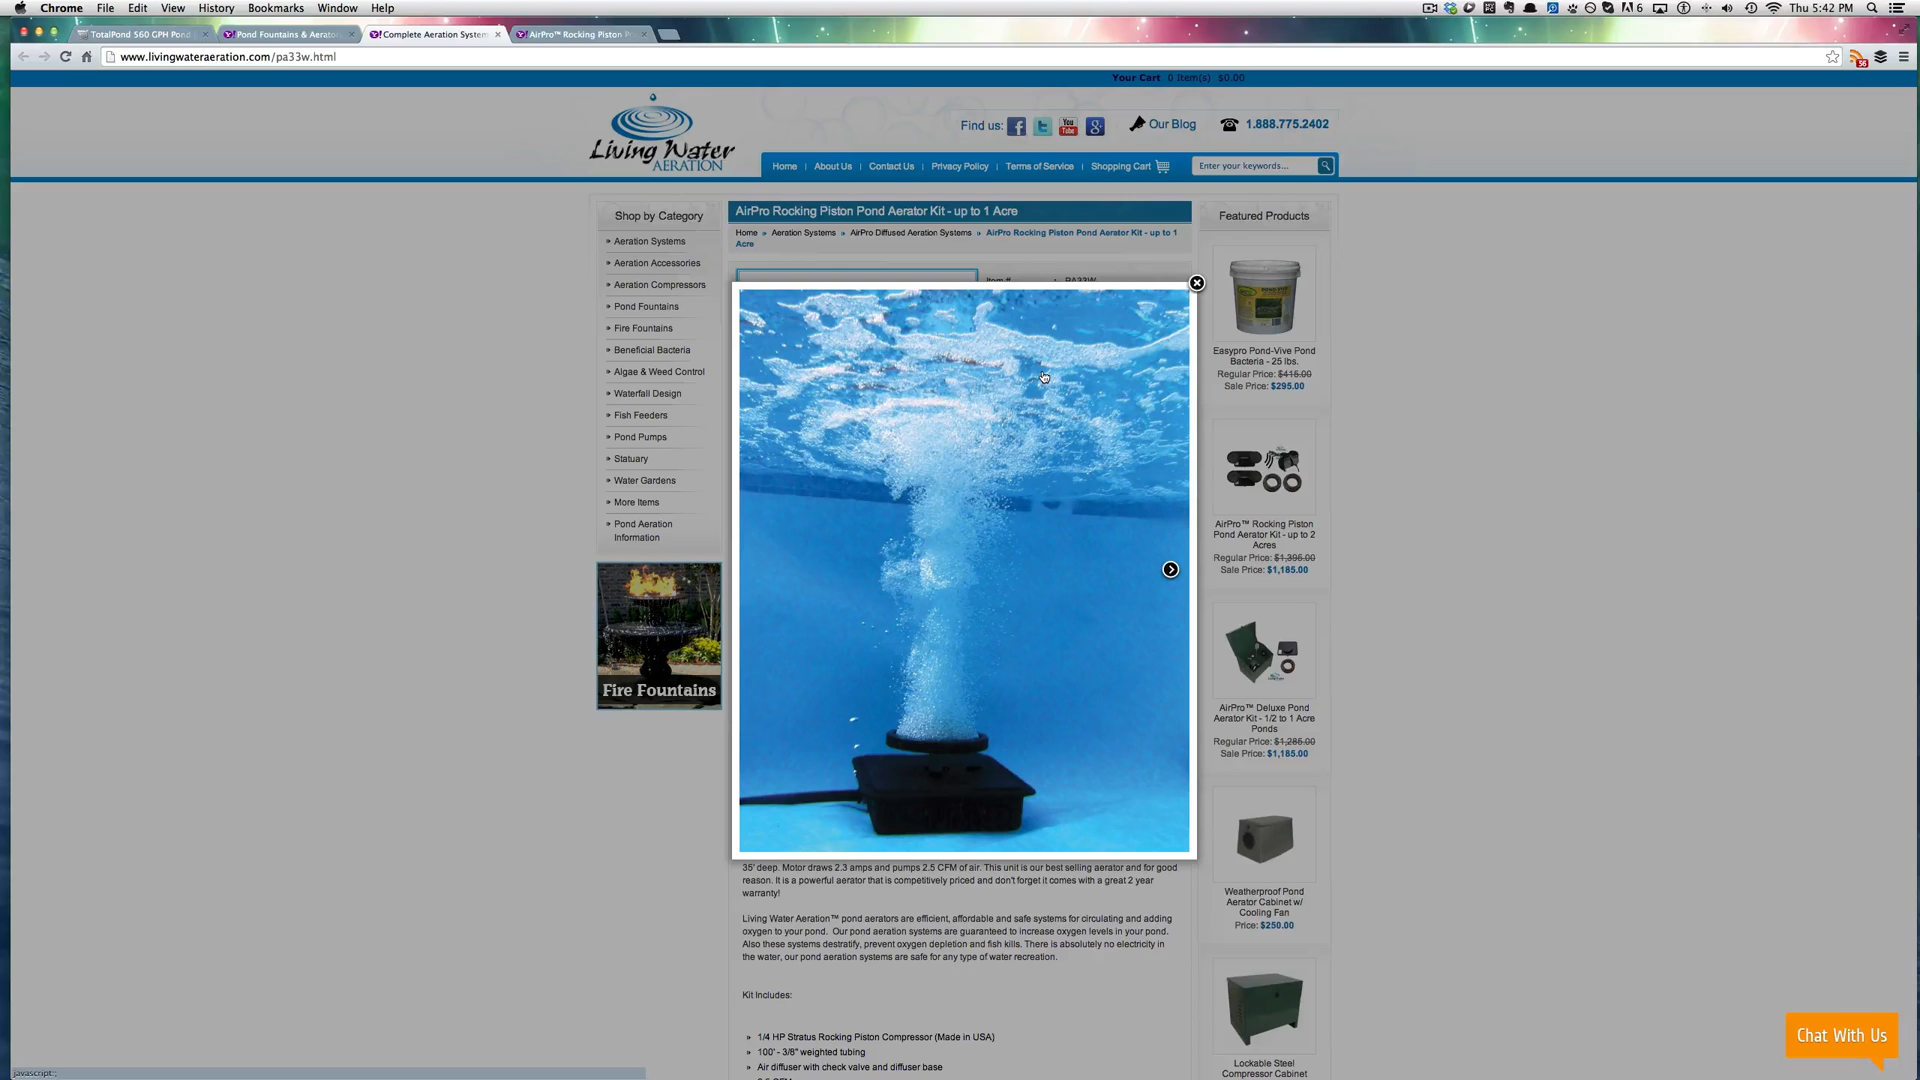 Chrome File Edit View History Bookmarks Window Help
6 Thu 5:42 PM
TotalPond 560 GPH Pond
Pond Fountains & Aerator
Complete Aeration System
AirPro™ Rocking Piston P
www.livingwateraeration.com/pa33w.html
56
Your Cart 0 Item(s) $0.00
Living Water
AERATION
Find us:
You Tube
Our Blog
1.888.775.2402
Home | About Us | Contact Us | Privacy Policy | Terms of Service | Shopping Cart
Enter your keywords...
Shop by Category
» Aeration Systems
» Aeration Accessories
» Aeration Compressors
» Pond Fountains
» Fire Fountains
» Beneficial Bacteria
» Algae & Weed Control
» Waterfall Design
» Fish Feeders
» Pond Pumps
» Statuary
» Water Gardens
» More Items
» Pond Aeration
Information
Fire Fountains
AirPro Rocking Piston Pond Aerator Kit - up to 1 Acre
Home » Aeration Systems » AirPro Diffused Aeration Systems » AirPro Rocking Piston Pond Aerator Kit - up to 1
Acre
Item # : PA33W
35' deep. Motor draws 2.3 amps and pumps 2.5 CFM of air. This unit is our best selling aerator and for good
reason. It is a powerful aerator that is competitively priced and don't forget it comes with a great 2 year
warranty!
Living Water Aeration™ pond aerators are efficient, affordable and safe systems for circulating and adding
oxygen to your pond. Our pond aeration systems are guaranteed to increase oxygen levels in your pond.
Also these systems destratify, prevent oxygen depletion and fish kills. There is absolutely no electricity in
the water, our pond aeration systems are safe for any type of water recreation.
Kit Includes:
» 1/4 HP Stratus Rocking Piston Compressor (Made in USA)
» 100' - 3/8" weighted tubing
» Air diffuser with check valve and diffuser base
Featured Products
Easypro Pond-Vive Pond
Bacteria - 25 lbs.
Regular Price: $415.00
Sale Price: $295.00
AirPro™ Rocking Piston
Pond Aerator Kit - up to 2
Acres
Regular Price: $1,396.00
Sale Price: $1,185.00
AirPro™ Deluxe Pond
Aerator Kit - 1/2 to 1 Acre
Ponds
Regular Price: $1,285.00
Sale Price: $1,185.00
Weatherproof Pond
Aerator Cabinet w/
Cooling Fan
Price: $250.00
Lockable Steel
Compressor Cabinet
Chat With Us
javascript:;